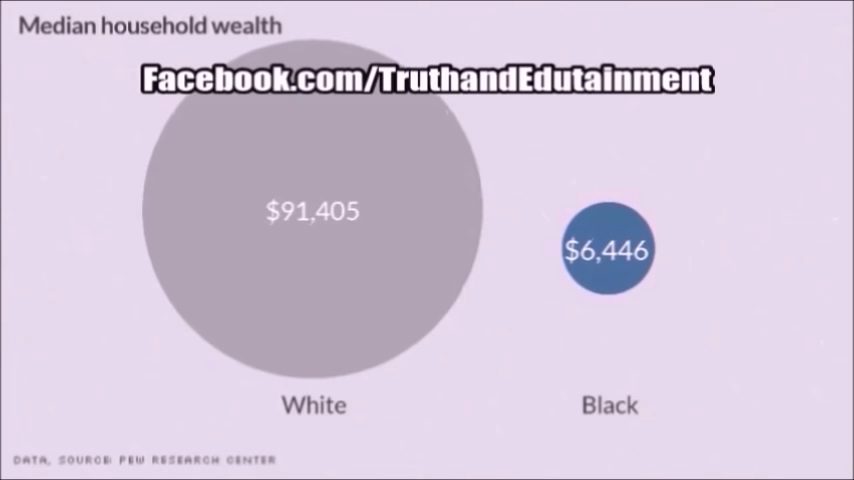 Median household wealth
Facebook.com/TruthandEdutainment
$91,405
$6,446
White
Black
DATA, SOURCE: PEW RESEARCH CENTER